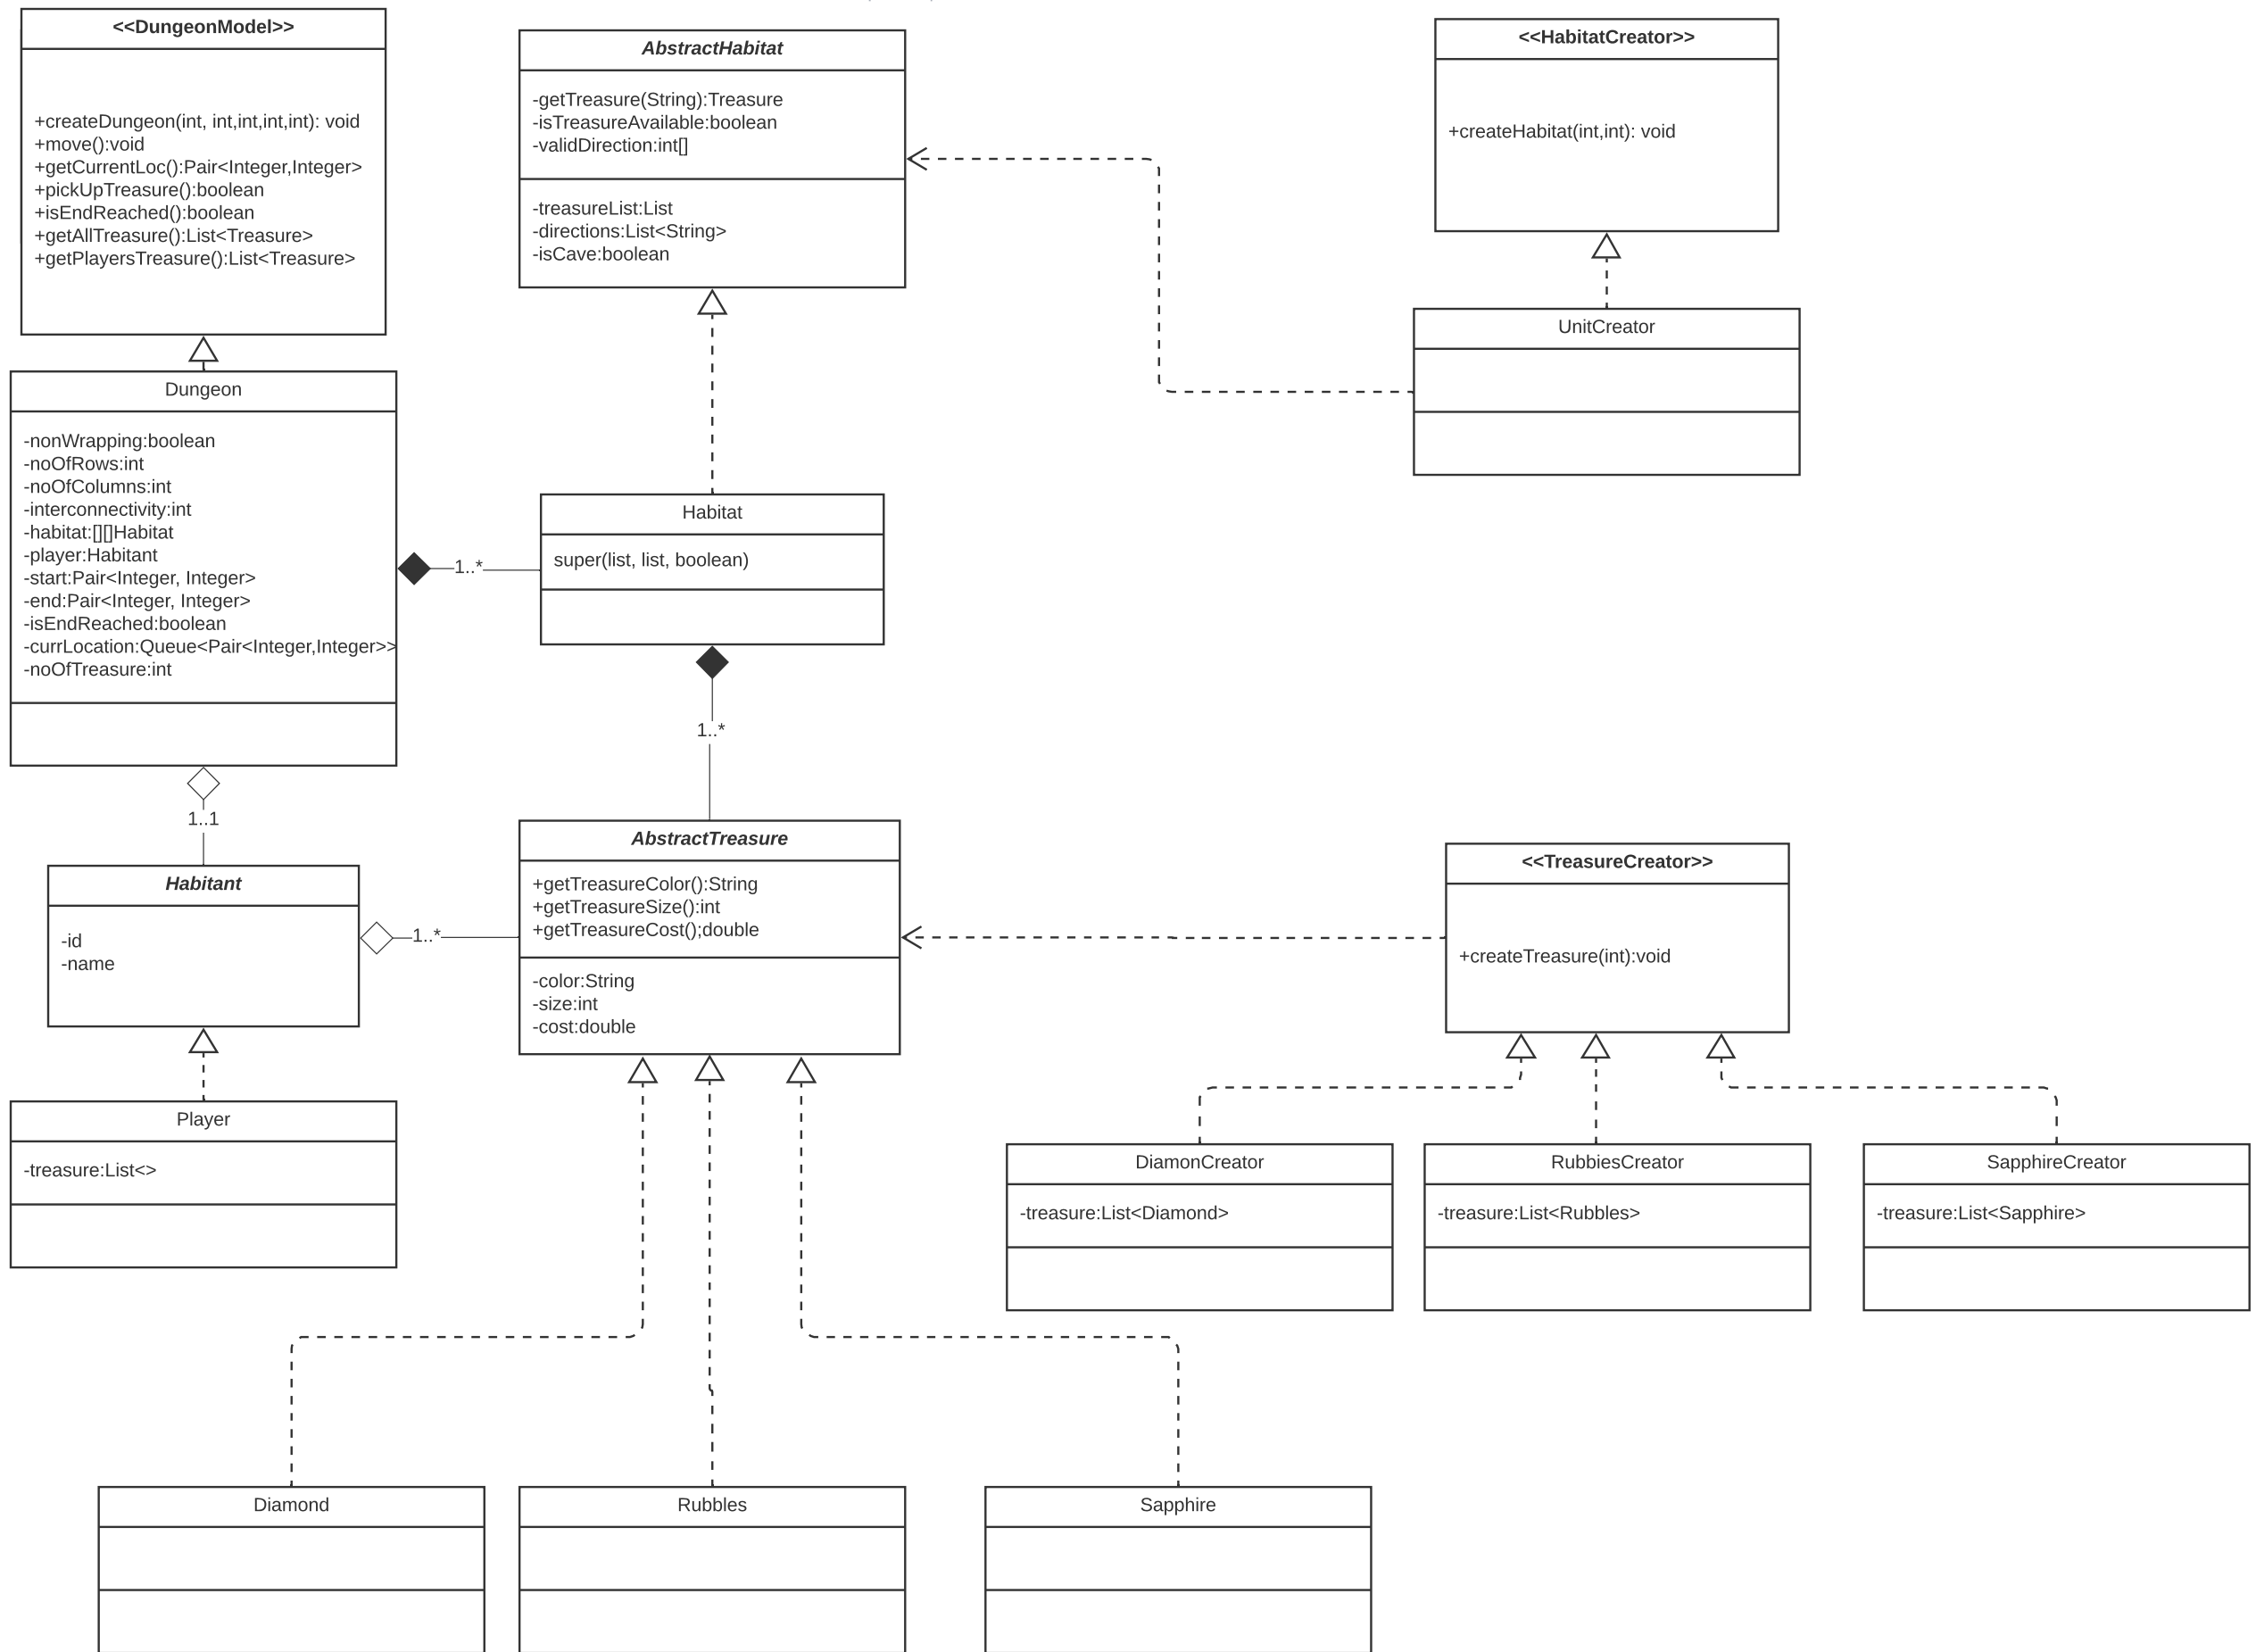 <<DungeonModel>>
+createDungeon(int, int,int,int,int): void
+move():void
+getCurrentLoc():Pair<Integer,Integer>
+pickUpTreasure():boolean
+isEndReached():boolean
+getAllTreasure():List<Treasure>
+getPlayersTreasure():List<Treasure>
AbstractHabitat
-getTreasure(String):Treasure
-isTreasureAvailable:boolean
-validDirection:int[]
-treasureList:List
-directions:List<String>
-isCave:boolean
<<HabitatCreator>>
+createHabitat(int,int): void
UnitCreator
Dungeon
-nonWrapping:boolean
-noOfRows:int
-noOfColumns:int
-interconnectivity:int
-habitat:[][]Habitat
-player:Habitant
-start:Pair<Integer, Integer>
-end:Pair<Integer, Integer>
-isEndReached:boolean
-currLocation:Queue<Pair<Integer,Integer>>
-noOfTreasure:int
1..*
Habitat
super(list, list, boolean)
1..*
1..1
Habitant
-id
-name
1..*
AbstractTreasure
+getTreasureColor():String
+getTreasureSize():int
+getTreasureCost();double
-color:String
-size:int
-cost:double
<<TreasureCreator>>
+createTreasure(int):void
Player
-treasure:List<>
DiamonCreator
-treasure:List<Diamond>
RubbiesCreator
-treasure:List<Rubbles>
SapphireCreator
-treasure:List<Sapphire>
Diamond
Rubbles
Sapphire